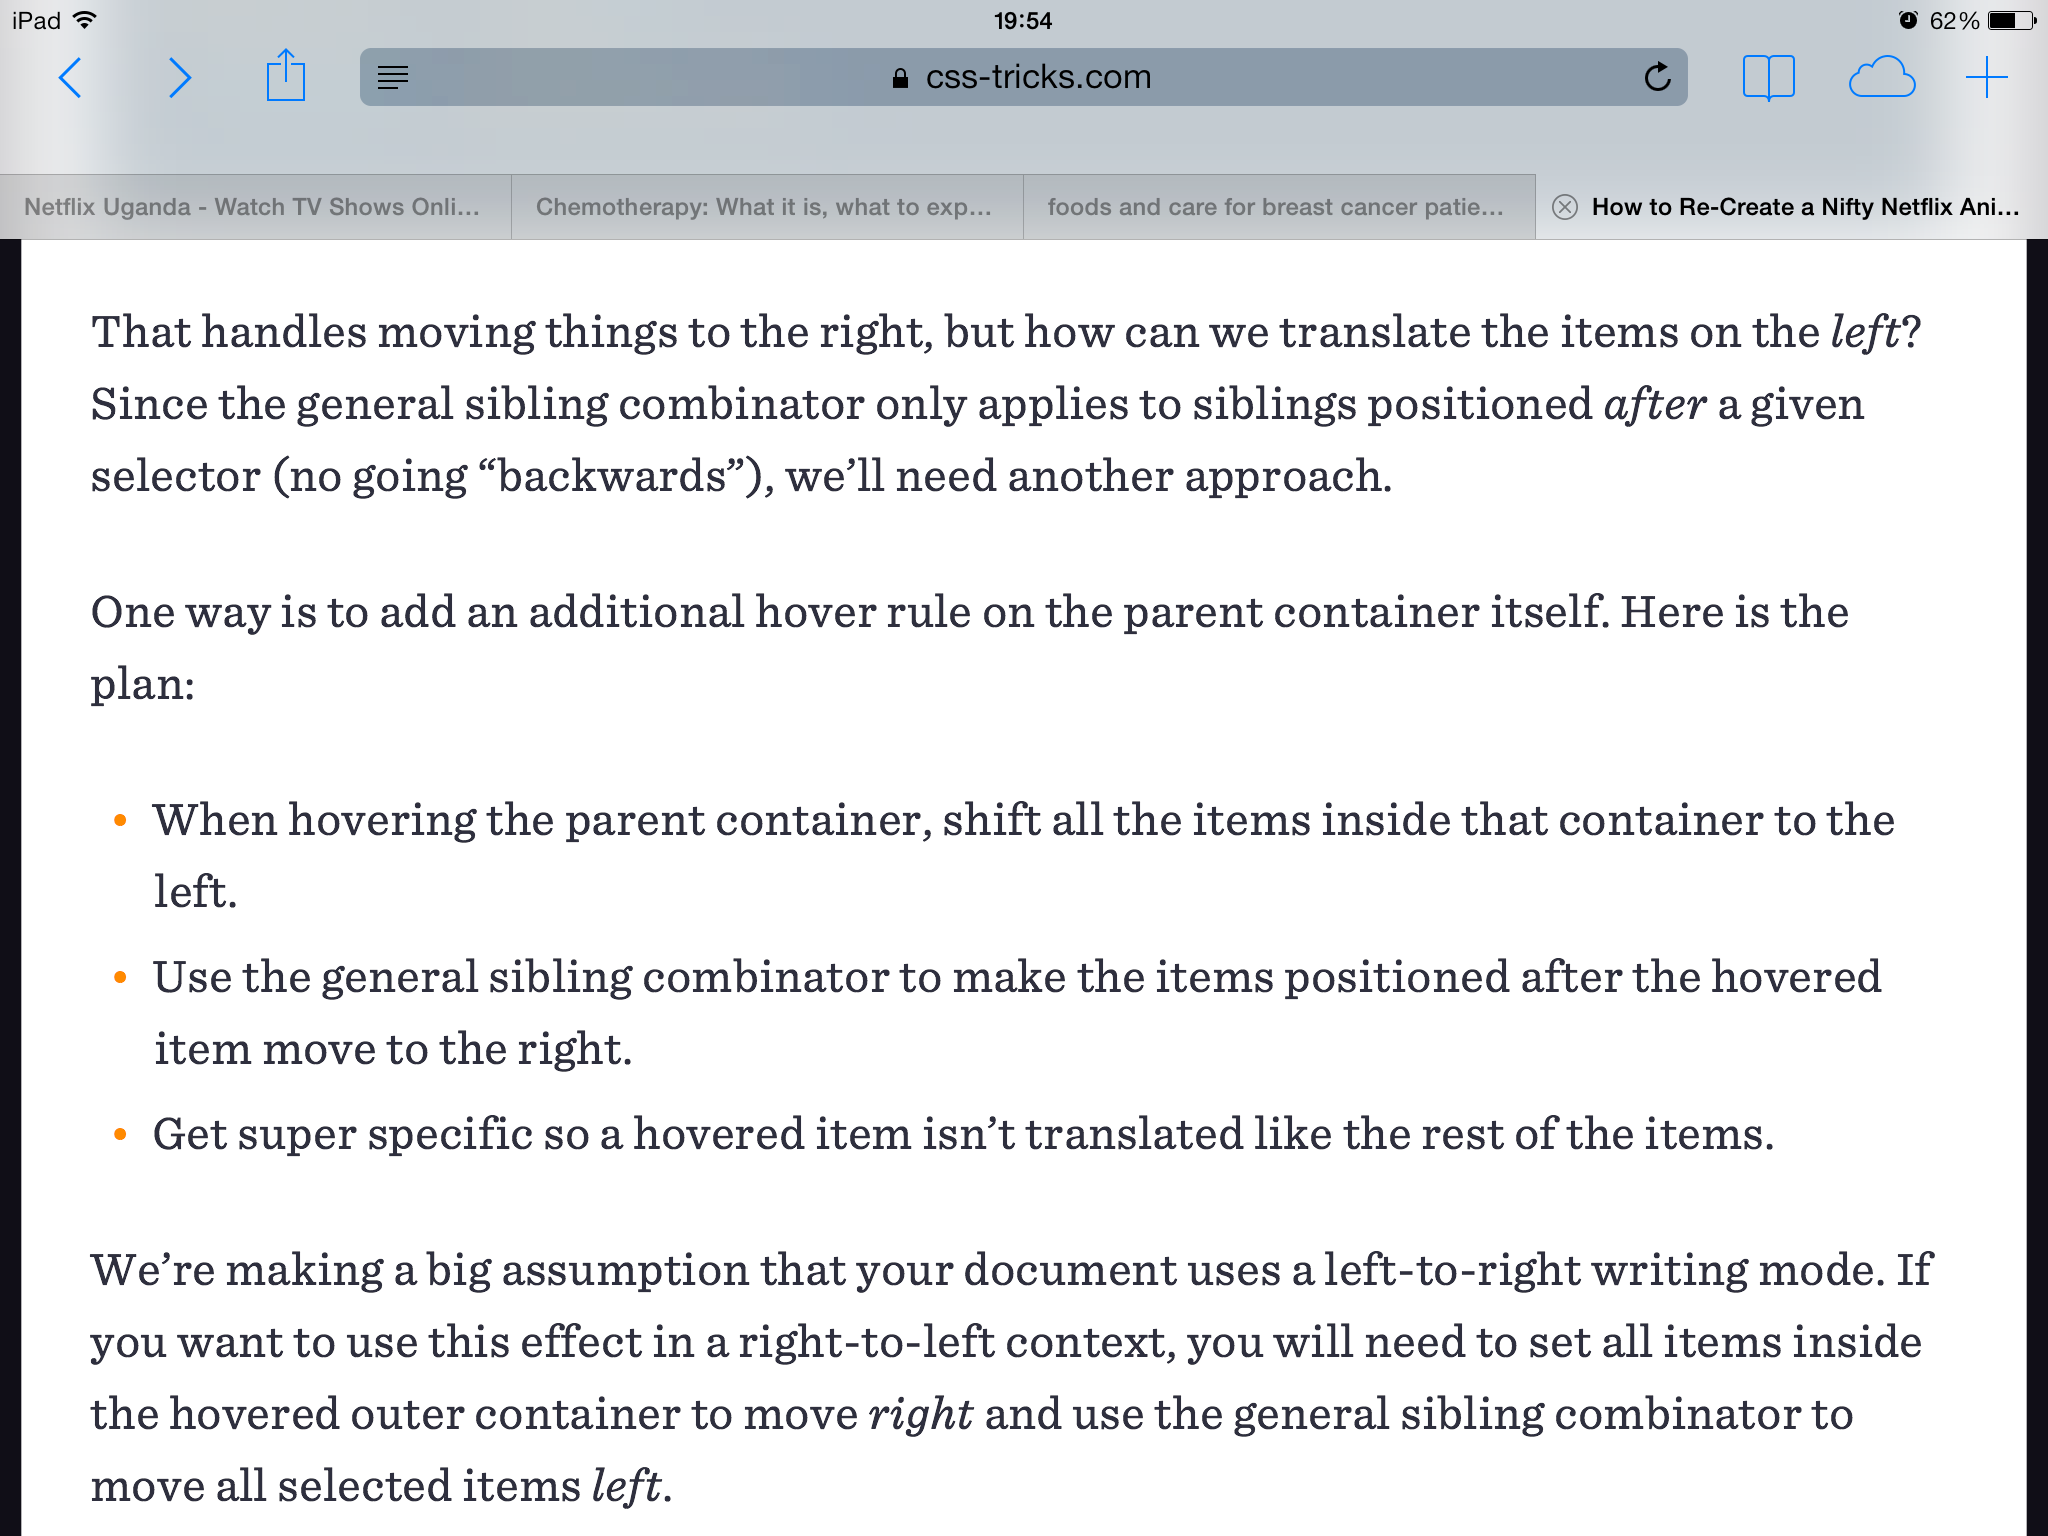 iPad 19:54 62%
css-tricks.com
Netflix Uganda - Watch TV Shows Onli... Chemotherapy: What it is, what to exp... foods and care for breast cancer patie... How to Re-Create a Nifty Netflix Ani...
That handles moving things to the right, but how can we translate the items on the left?
Since the general sibling combinator only applies to siblings positioned after a given
selector (no going “backwards”), we’ll need another approach.
One way is to add an additional hover rule on the parent container itself. Here is the
plan:
• When hovering the parent container, shift all the items inside that container to the
left.
• Use the general sibling combinator to make the items positioned after the hovered
item move to the right.
• Get super specific so a hovered item isn’t translated like the rest of the items.
We’re making a big assumption that your document uses a left-to-right writing mode. If
you want to use this effect in a right-to-left context, you will need to set all items inside
the hovered outer container to move right and use the general sibling combinator to
move all selected items left.